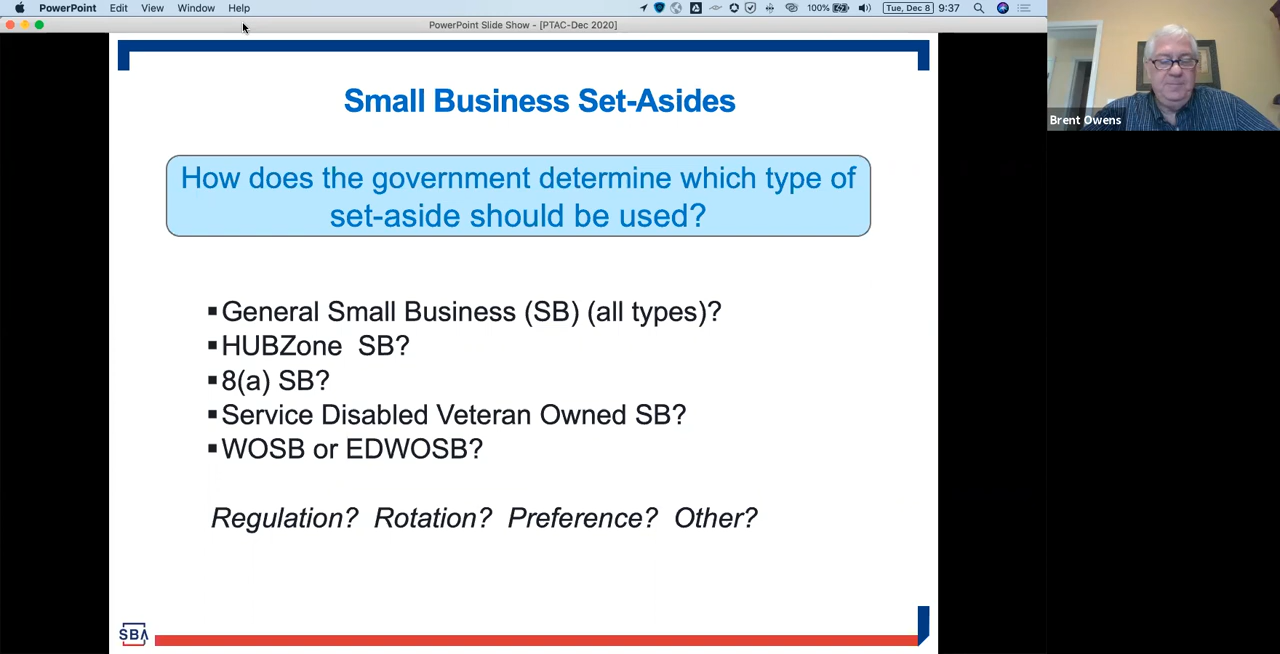 PowerPoint Edit View Window Help
100% Tue, Dec 8 9:37
PowerPoint Slide Show - [PTAC-Dec 2020]
Small Business Set-Asides
How does the government determine which type of
set-aside should be used?
▪General Small Business (SB) (all types)?
▪HUBZone SB?
▪8(a) SB?
▪Service Disabled Veteran Owned SB?
▪WOSB or EDWOSB?
Regulation? Rotation? Preference? Other?
SBA
Brent Owens